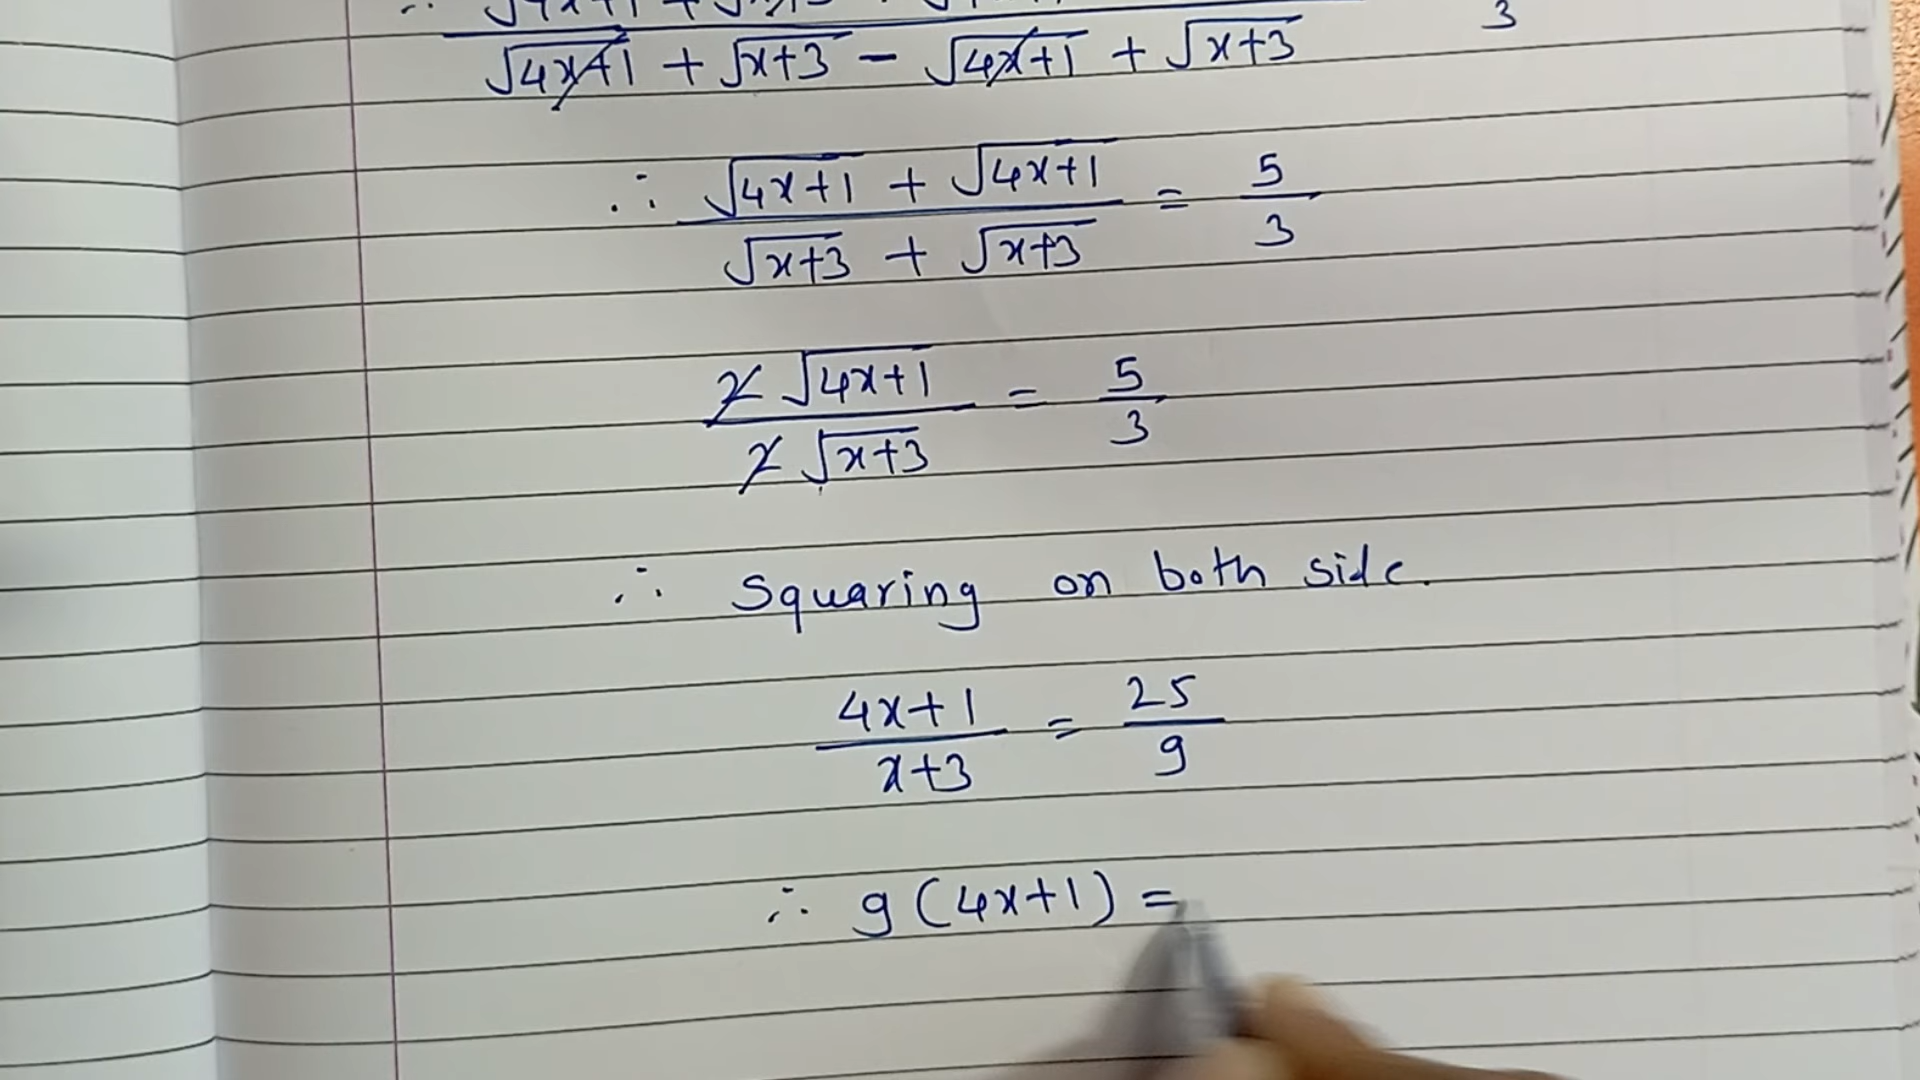 √4x+1 + √x+3 − √4x+1 + √x+3 3
∴ √4x+1 + √4x+1 = 5
√x+3 + √x+3 3
2 √4x+1 = 5
2 √x+3 3
∴ Squaring on both side.
4x+1 = 25
x+3 9
∴ 9(4x+1) =